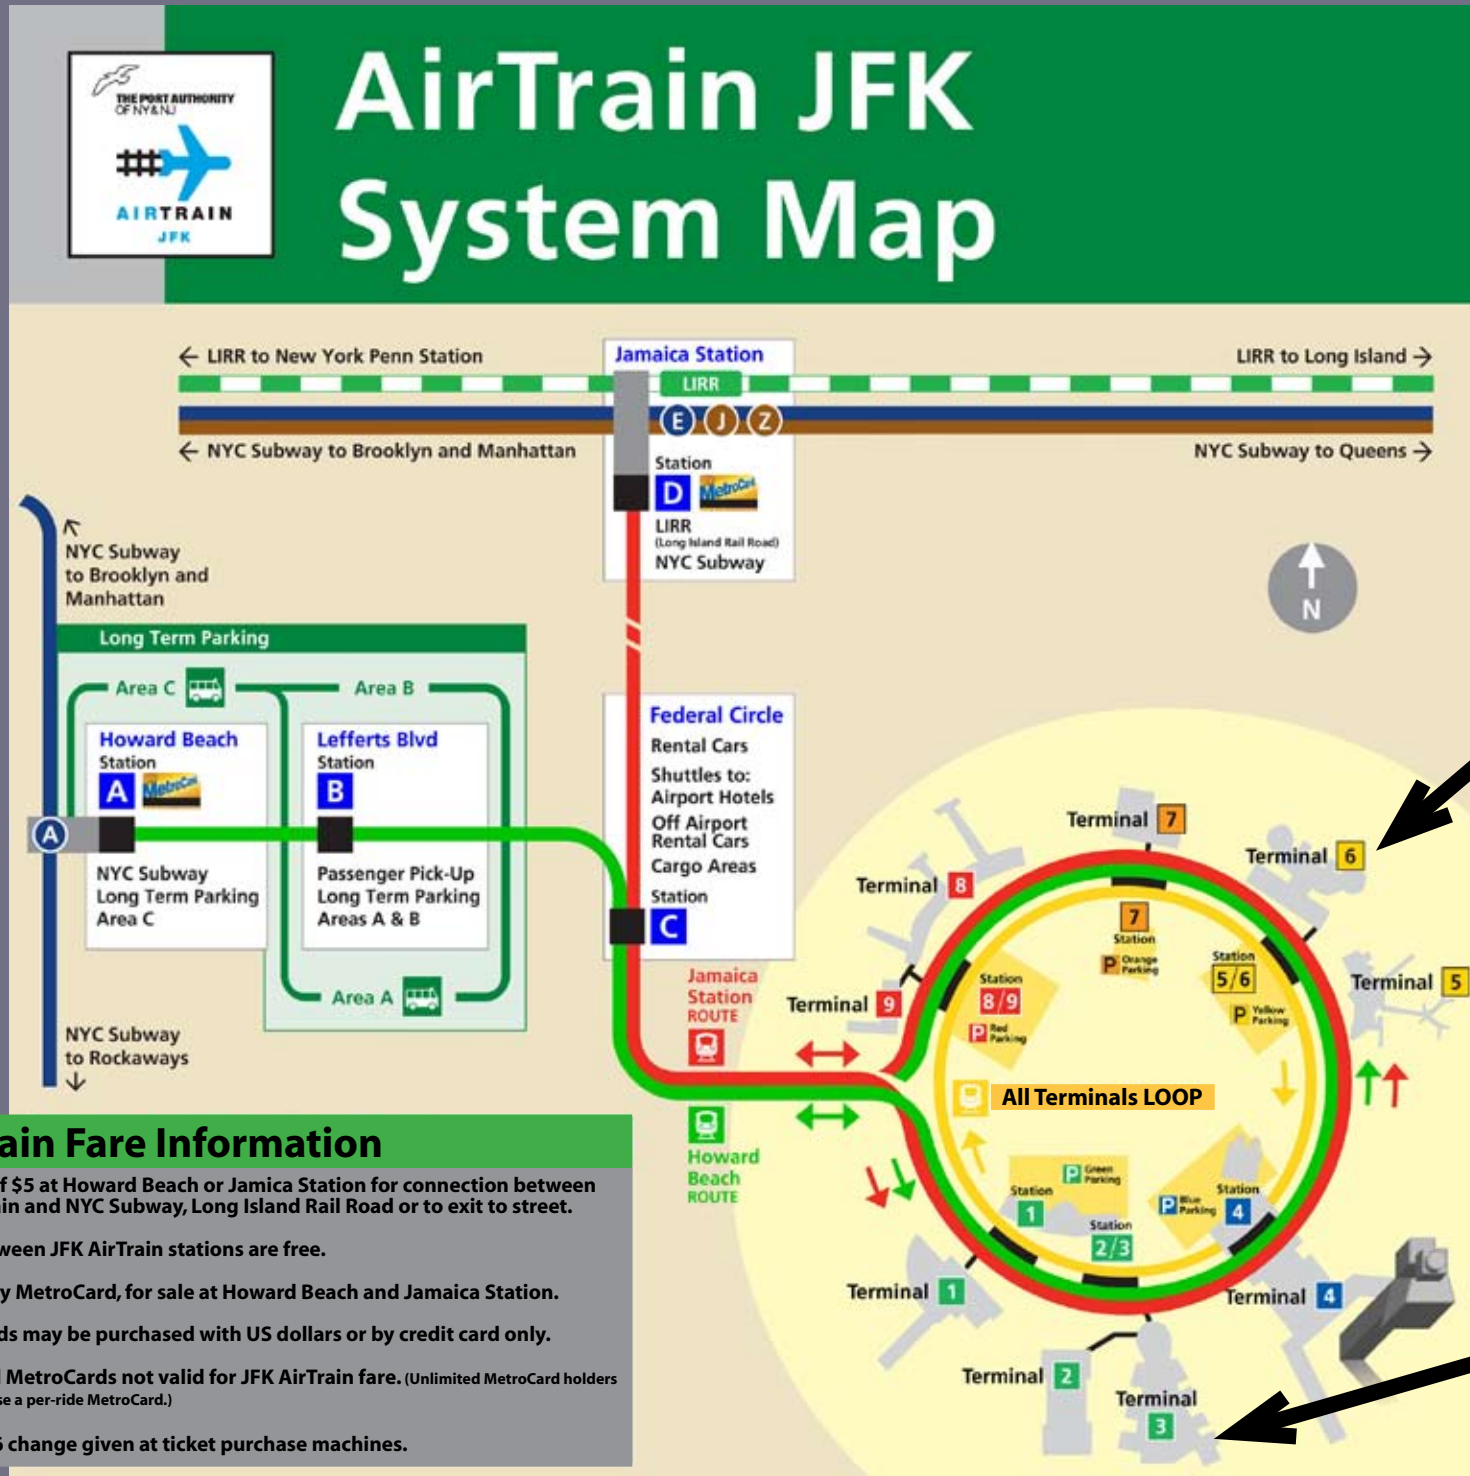 THE PORT AUTHORITY
OF NY & NJ
AIRTRAIN
JFK
AirTrain JFK
System Map
← LIRR to New York Penn Station
Jamaica Station
LIRR to Long Island →
LIRR
E J Z
← NYC Subway to Brooklyn and Manhattan
NYC Subway to Queens →
Station
D MetroCard
LIRR
(Long Island Rail Road)
NYC Subway
N
NYC Subway
to Brooklyn and
Manhattan
Long Term Parking
Area C
Area B
Howard Beach
Station
A MetroCard
A
NYC Subway
Long Term Parking
Area C
Lefferts Blvd
Station
B
Passenger Pick-Up
Long Term Parking
Areas A & B
Area A
NYC Subway
to Rockaways
Federal Circle
Rental Cars
Shuttles to:
Airport Hotels
Off Airport
Rental Cars
Cargo Areas
Station
C
Jamaica
Station
ROUTE
Howard
Beach
ROUTE
Terminal 7
Terminal 6
Terminal 8
Terminal 5
Terminal 9
7
Station
P Orange
Parking
Station
5/6
P Yellow
Parking
Station
8/9
P Red
Parking
All Terminals LOOP
P Green
Parking
Station
1
Station
2/3
P Blue
Parking
Station
4
Terminal 1
Terminal 4
Terminal 2
Terminal
3
ain Fare Information
f $5 at Howard Beach or Jamica Station for connection between
in and NYC Subway, Long Island Rail Road or to exit to street.
ween JFK AirTrain stations are free.
y MetroCard, for sale at Howard Beach and Jamaica Station.
ds may be purchased with US dollars or by credit card only.
l MetroCards not valid for JFK AirTrain fare. (Unlimited MetroCard holders
se a per-ride MetroCard.)
change given at ticket purchase machines.